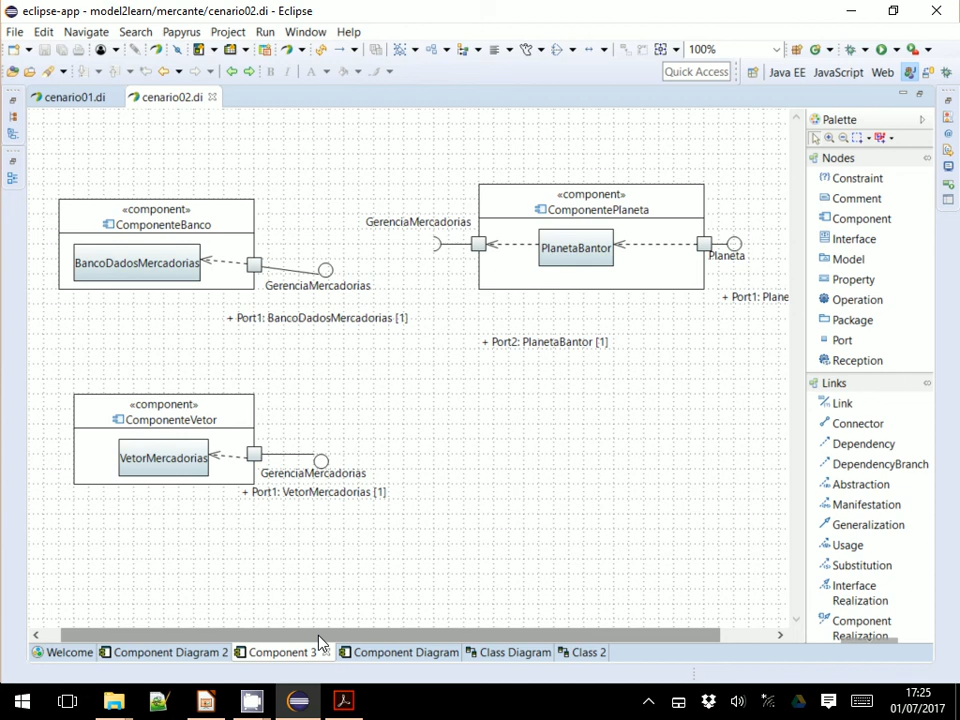 eclipse-app - model2learn/mercante/cenario02.di - Eclipse
File Edit Navigate Search Papyrus Project Run Window Help
100%
Quick Access
Java EE JavaScript Web
cenario01.di cenario02.di
Palette
Nodes
Constraint
Comment
Component
Interface
Model
Property
Operation
Package
Port
Reception
Links
Link
Connector
Dependency
DependencyBranch
Abstraction
Manifestation
Generalization
Usage
Substitution
Interface
Realization
Component
Realization
«component»
ComponenteBanco
BancoDadosMercadorias
GerenciaMercadorias
+ Port1: BancoDadosMercadorias [1]
«component»
ComponentePlaneta
GerenciaMercadorias
PlanetaBantor
Planeta
+ Port1: Plane
+ Port2: PlanetaBantor [1]
«component»
ComponenteVetor
VetorMercadorias
GerenciaMercadorias
+ Port1: VetorMercadorias [1]
Welcome Component Diagram 2 Component 3 Component Diagram Class Diagram Class 2
17:25
01/07/2017